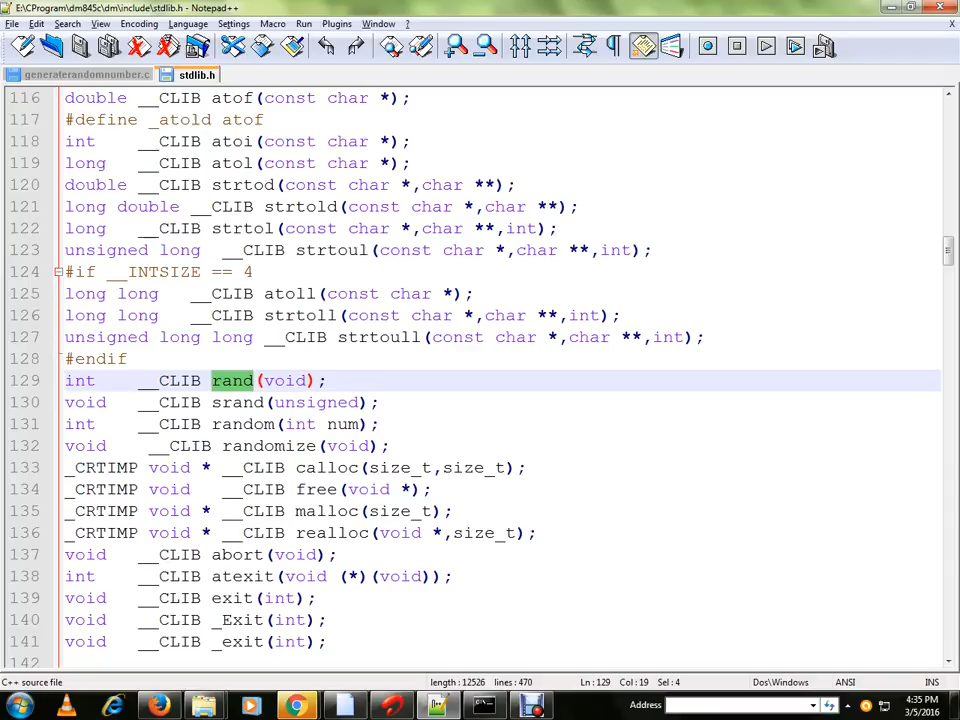 E:\CProgram\dm845c\dm\include\stdlib.h - Notepad++
File Edit Search View Encoding Language Settings Macro Run Plugins Window ?
X
generaterandomnumber.c stdlib.h
116 double __CLIB atof(const char *);
117 #define _atold atof
118 int __CLIB atoi(const char *);
119 long __CLIB atol(const char *);
120 double __CLIB strtod(const char *,char **);
121 long double __CLIB strtold(const char *,char **);
122 long __CLIB strtol(const char *,char **,int);
123 unsigned long __CLIB strtoul(const char *,char **,int);
124 #if __INTSIZE == 4
125 long long __CLIB atoll(const char *);
126 long long __CLIB strtoll(const char *,char **,int);
127 unsigned long long __CLIB strtoull(const char *,char **,int);
128 #endif
129 int __CLIB rand(void);
130 void __CLIB srand(unsigned);
131 int __CLIB random(int num);
132 void __CLIB randomize(void);
133 _CRTIMP void * __CLIB calloc(size_t,size_t);
134 _CRTIMP void __CLIB free(void *);
135 _CRTIMP void * __CLIB malloc(size_t);
136 _CRTIMP void * __CLIB realloc(void *,size_t);
137 void __CLIB abort(void);
138 int __CLIB atexit(void (*)(void));
139 void __CLIB exit(int);
140 void __CLIB _Exit(int);
141 void __CLIB _exit(int);
142
C++ source file length : 12526 lines : 470 Ln : 129 Col : 19 Sel : 4 Dos\Windows ANSI INS
Address 4:35 PM
3/5/2016